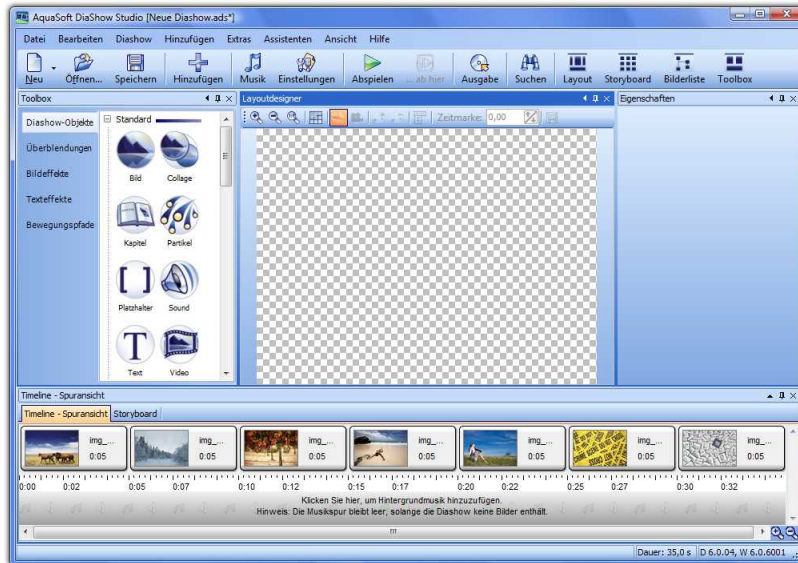 AquaSoft DiaShow Studio [Neue Diashow.ads*]
Datei Bearbeiten Diashow Hinzufügen Extras Assistenten Ansicht Hilfe
Neu Öffnen... Speichern Hinzufügen Musik Einstellungen Abspielen ... ab hier Ausgabe Suchen Layout Storyboard Bilderliste Toolbox
Toolbox
Diashow-Objekte
Überblendungen
Bildeffekte
Texteffekte
Bewegungspfade
Standard
Bild Collage
Kapitel Partikel
Platzhalter Sound
Text Video
Layoutdesigner
Zeitmarke: 0,00
Eigenschaften
Timeline - Spuransicht
Timeline - Spuransicht Storyboard
img_... img_... img_... img_... img_... img_... img_...
0:05 0:05 0:05 0:05 0:05 0:05 0:05
0:00 0:02 0:05 0:07 0:10 0:12 0:15 0:17 0:20 0:22 0:25 0:27 0:30 0:32
Klicken Sie hier, um Hintergrundmusik hinzuzufügen.
Hinweis: Die Musikspur bleibt leer, solange die Diashow keine Bilder enthält.
Dauer: 35,0 s D 6.0.04, W 6.0.6001